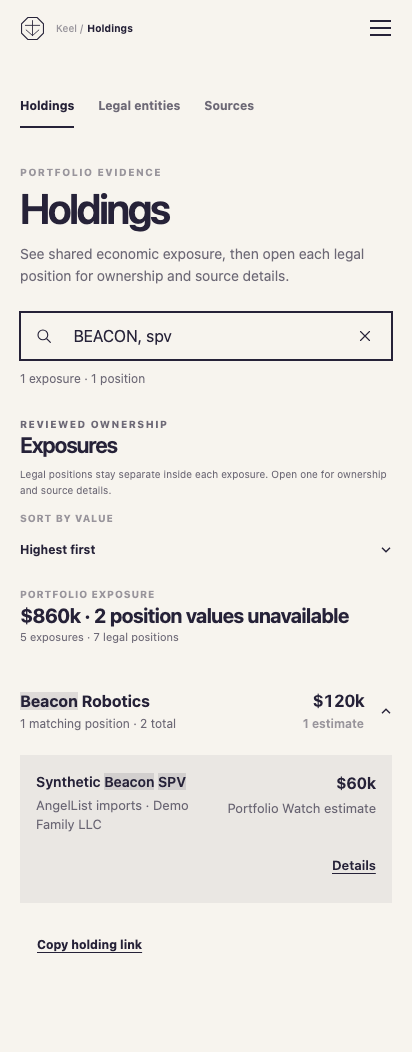 Keel / Holdings
Holdings Legal entities Sources
PORTFOLIO EVIDENCE
Holdings
See shared economic exposure, then open each legal
position for ownership and source details.
BEACON, spv
1 exposure · 1 position
REVIEWED OWNERSHIP
Exposures
Legal positions stay separate inside each exposure. Open one for ownership
and source details.
SORT BY VALUE
Highest first
PORTFOLIO EXPOSURE
$860k · 2 position values unavailable
5 exposures · 7 legal positions
Beacon Robotics $120k
1 matching position · 2 total 1 estimate
Synthetic Beacon SPV $60k
AngelList imports · Demo Portfolio Watch estimate
Family LLC
Details
Copy holding link